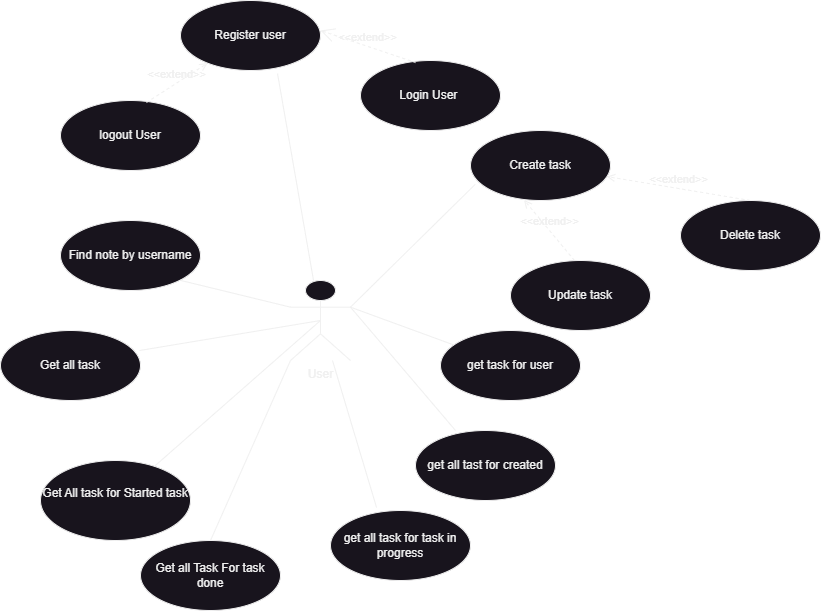 Register user
<<extend>>
<<extend>>
Login User
logout User
Create task
<<extend>>
<<extend>>
Delete task
Find note by username
Update task
Get all task
get task for user
User
get all tast for created
Get All task for Started task
get all task for task in
progress
Get all Task For task
done